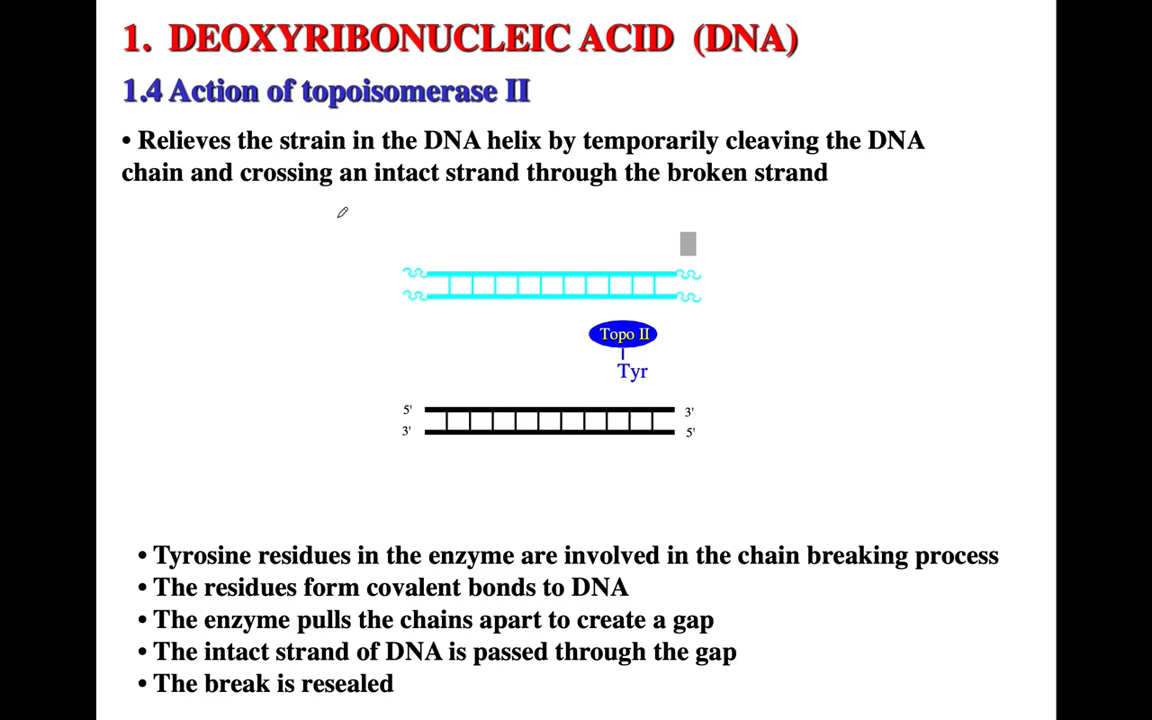 1. DEOXYRIBONUCLEIC ACID (DNA)
1.4 Action of topoisomerase II
• Relieves the strain in the DNA helix by temporarily cleaving the DNA
chain and crossing an intact strand through the broken strand
Topo II
Tyr
5' 3'
3' 5'
• Tyrosine residues in the enzyme are involved in the chain breaking process
• The residues form covalent bonds to DNA
• The enzyme pulls the chains apart to create a gap
• The intact strand of DNA is passed through the gap
• The break is resealed